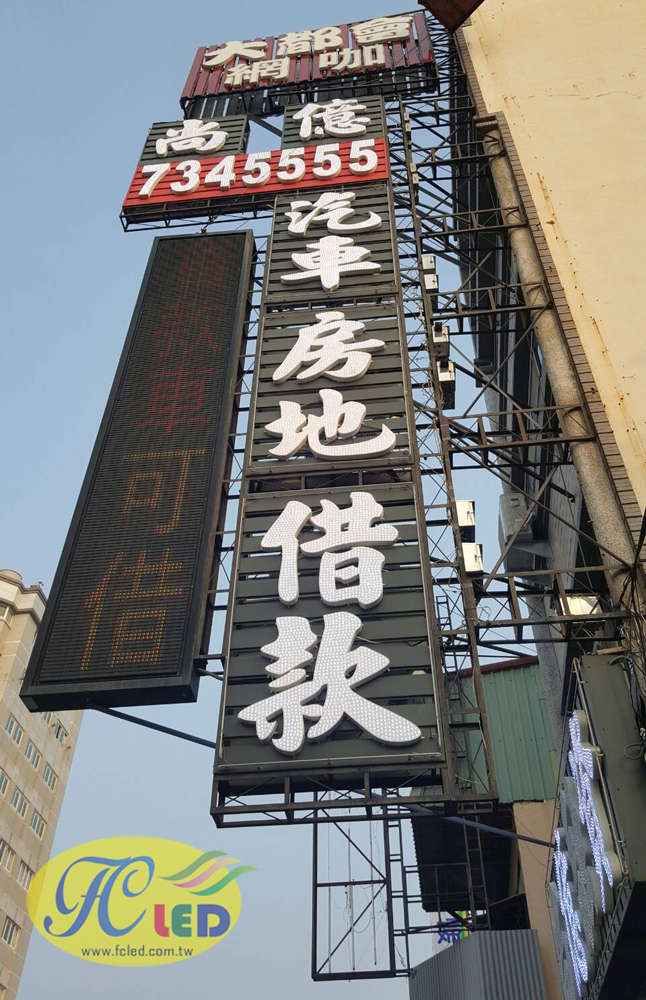 大都會
網咖
尚億
7345555
汽車
房地
借款
款車可借
FC LED
www.fcled.com.tw